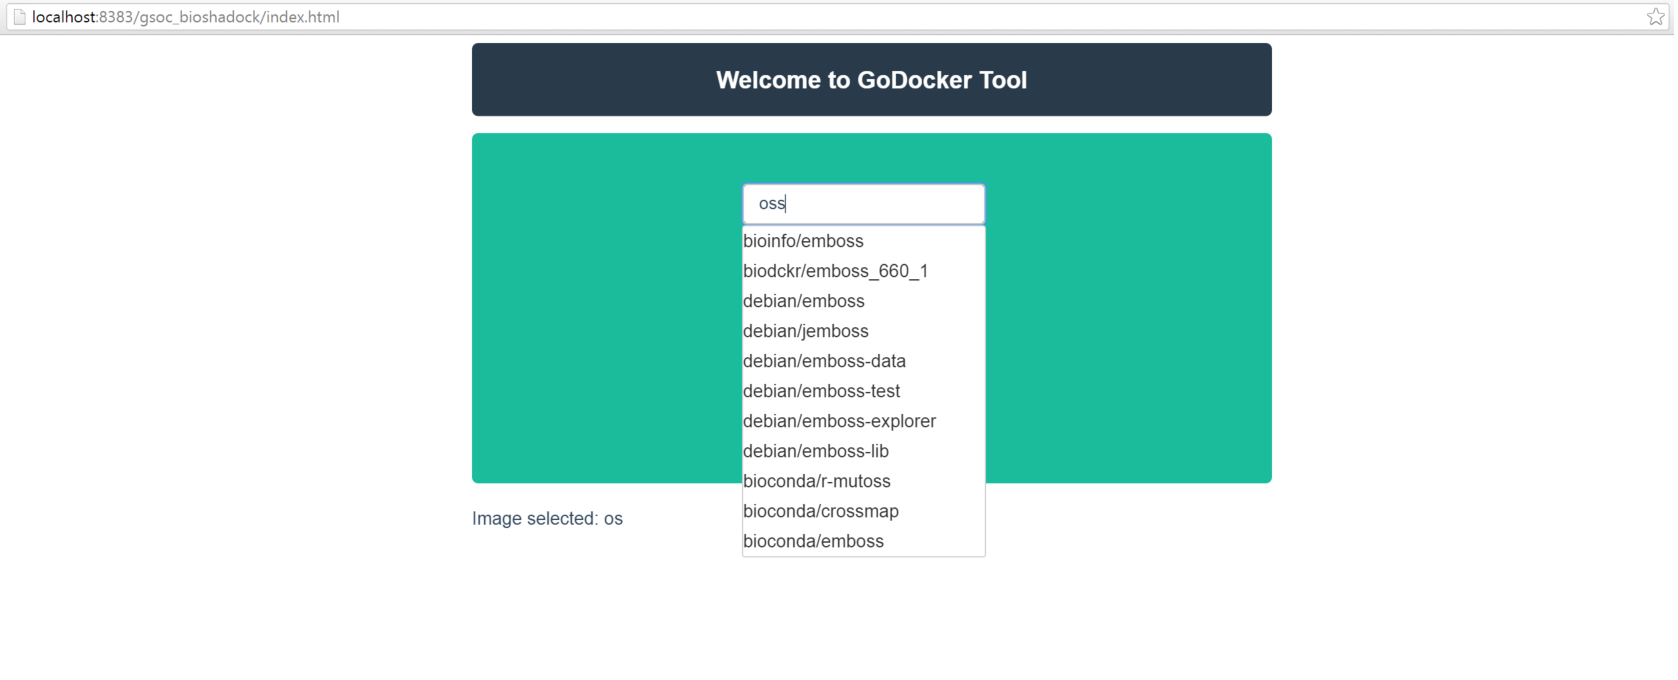 localhost:8383/gsoc_bioshadock/index.html
Welcome to GoDocker Tool
oss
bioinfo/emboss
biodckr/emboss_660_1
debian/emboss
debian/jemboss
debian/emboss-data
debian/emboss-test
debian/emboss-explorer
debian/emboss-lib
bioconda/r-mutoss
bioconda/crossmap
bioconda/emboss
Image selected: os